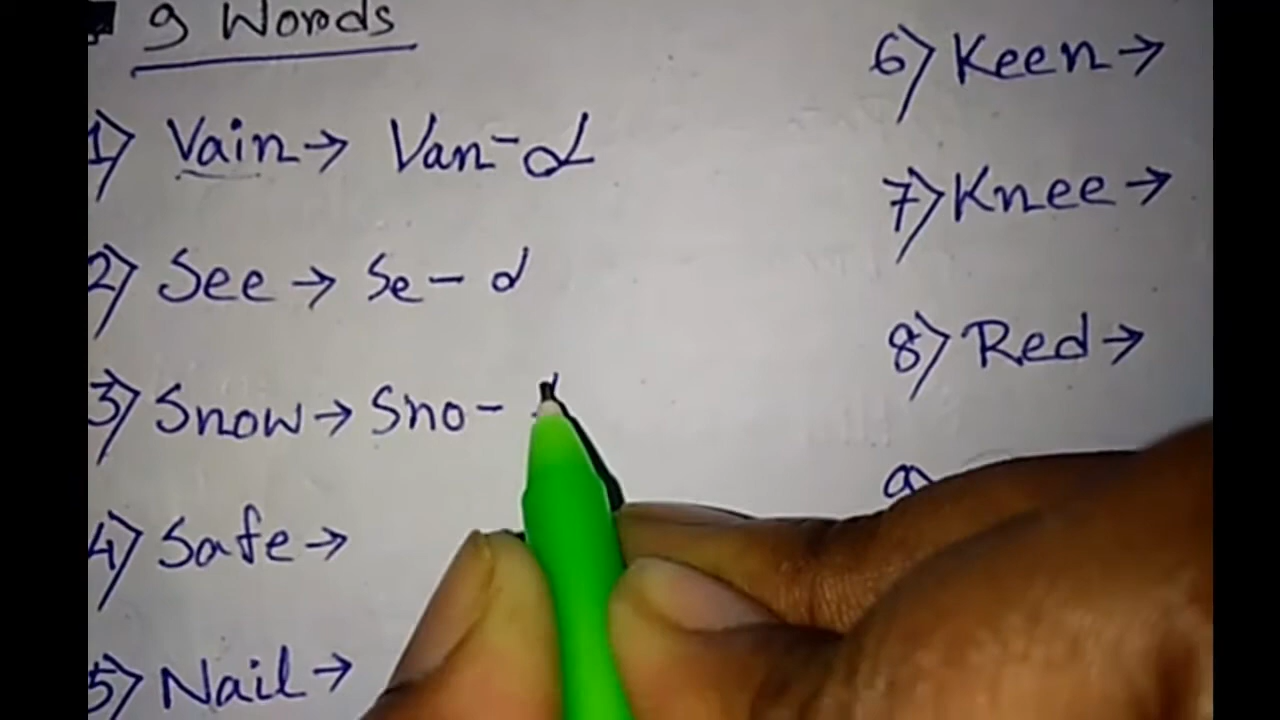 9 Words
1) Vain → Van-
2) See → Se-
3) Snow → Sno-
4) Safe →
5) Nail →
6) Keen →
7) Knee →
8) Red →
9)